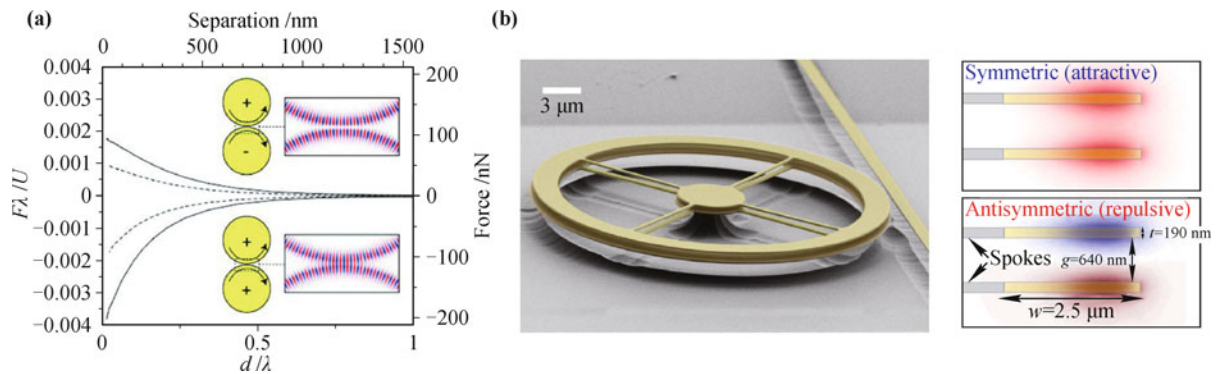 (a)
Separation /nm
0 500 1000 1500
0.004
0.003
0.002
0.001
0
−0.001
−0.002
−0.003
−0.004
Fλ/U
200
100
0
−100
−200
Force /nN
+
-
+
+
0 0.5 1
d/λ
(b)
3 μm
Symmetric (attractive)
Antisymmetric (repulsive)
t=190 nm
Spokes
g=640 nm
w=2.5 μm